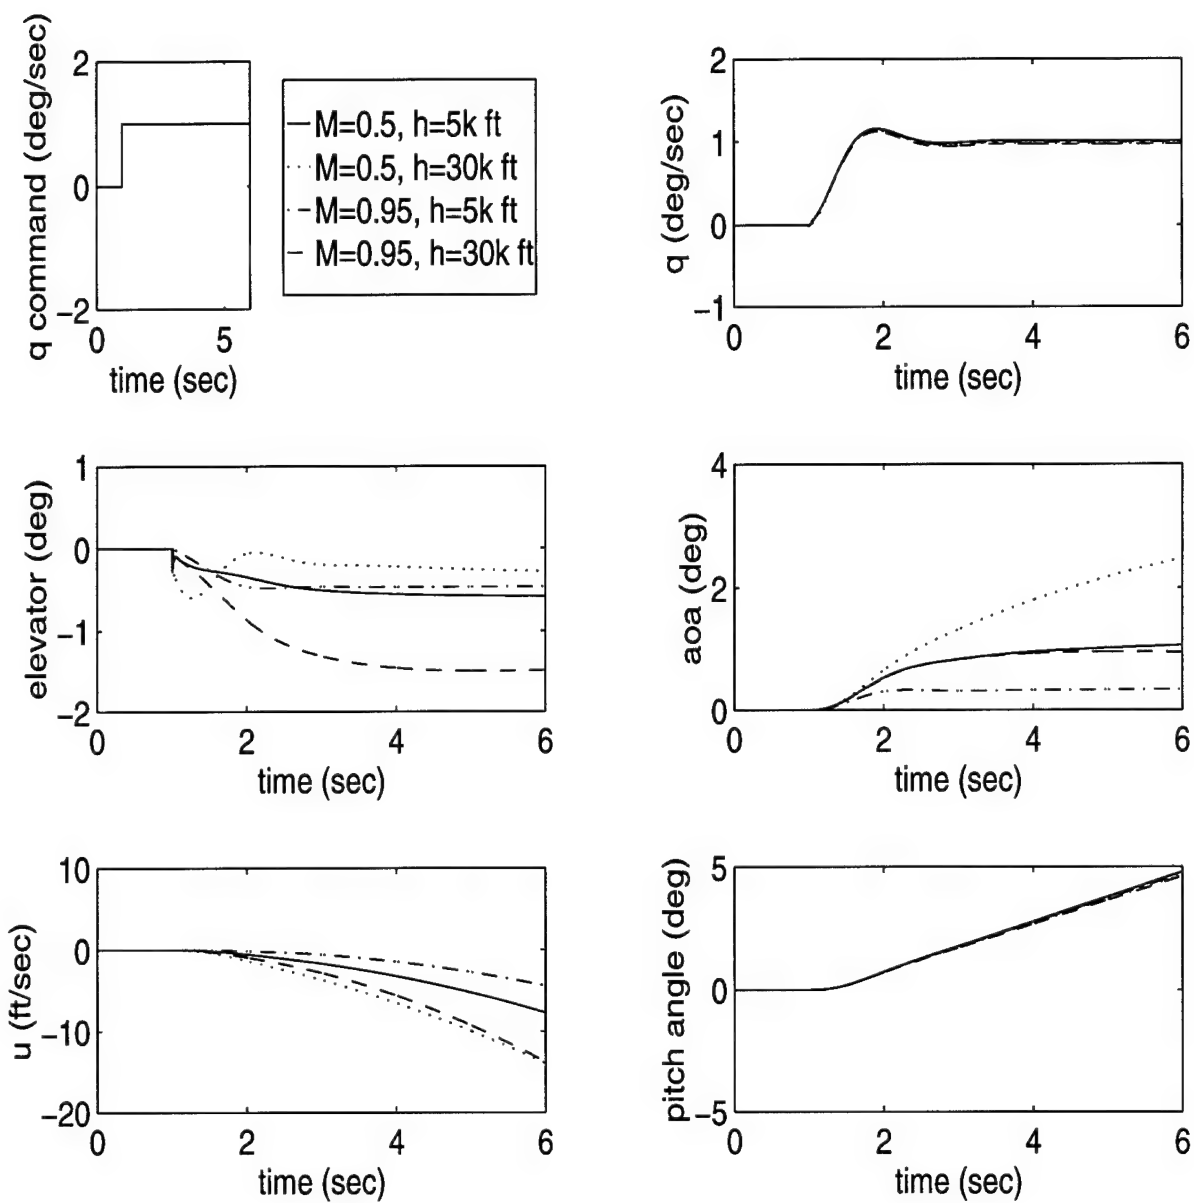 q command (deg/sec)
2
0
−2
0
5
time (sec)
M=0.5, h=5k ft
M=0.5, h=30k ft
M=0.95, h=5k ft
M=0.95, h=30k ft
q (deg/sec)
2
1
0
−1
0
2
4
6
time (sec)
elevator (deg)
1
0
−1
−2
0
2
4
6
time (sec)
aoa (deg)
4
2
0
0
2
4
6
time (sec)
u (ft/sec)
10
0
−10
−20
0
2
4
6
time (sec)
pitch angle (deg)
5
0
−5
0
2
4
6
time (sec)